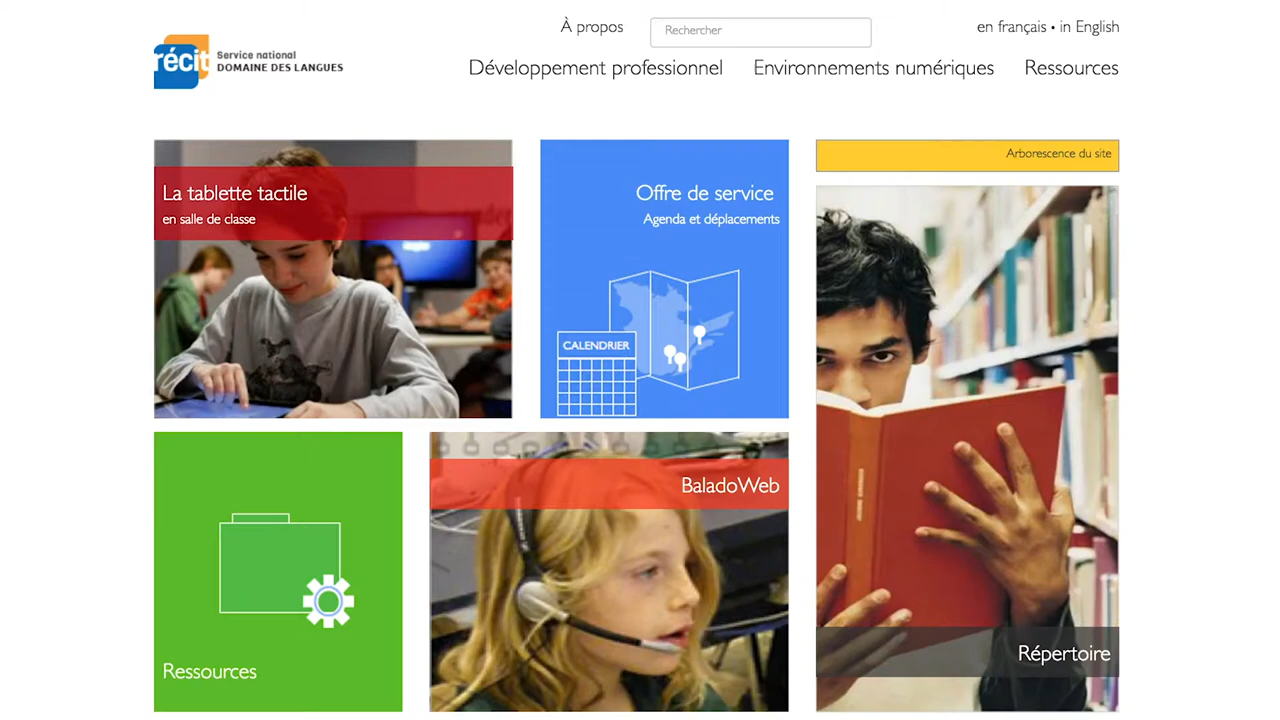 À propos
Rechercher
en français • in English
récit
Service national
DOMAINE DES LANGUES
Développement professionnel
Environnements numériques
Ressources
La tablette tactile
en salle de classe
Offre de service
Agenda et déplacements
CALENDRIER
Arborescence du site
Ressources
BaladoWeb
Répertoire